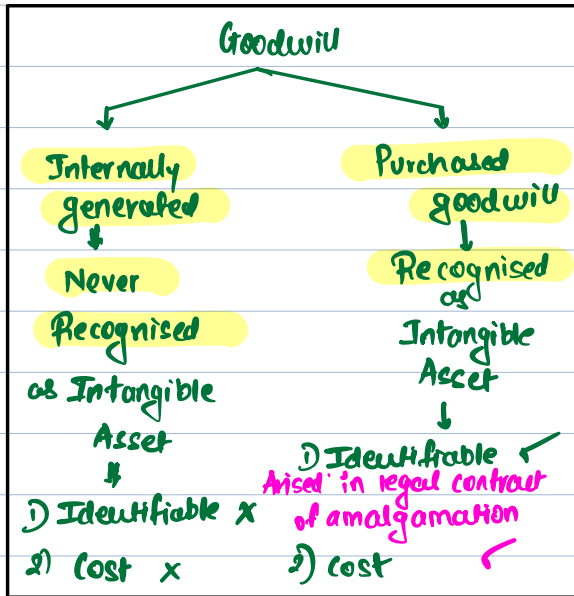 Goodwill
Internally
generated
Never
Recognised
as Intangible
Asset
1) Identifiable x
2) Cost x
Purchased
goodwill
Recognised
as
Intangible
Asset
1) Identifiable ✓
Arised in legal contract
of amalgamation
2) cost ✓